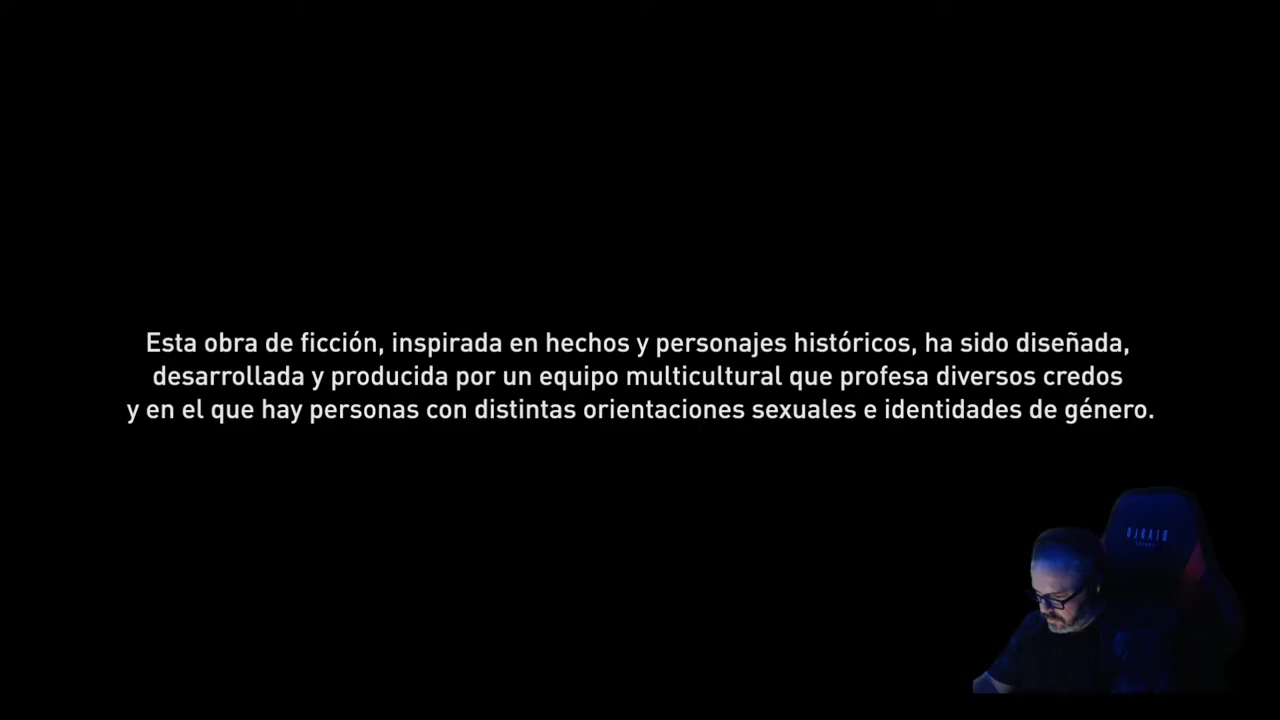 Esta obra de ficción, inspirada en hechos y personajes históricos, ha sido diseñada,
desarrollada y producida por un equipo multicultural que profesa diversos credos
y en el que hay personas con distintas orientaciones sexuales e identidades de género.